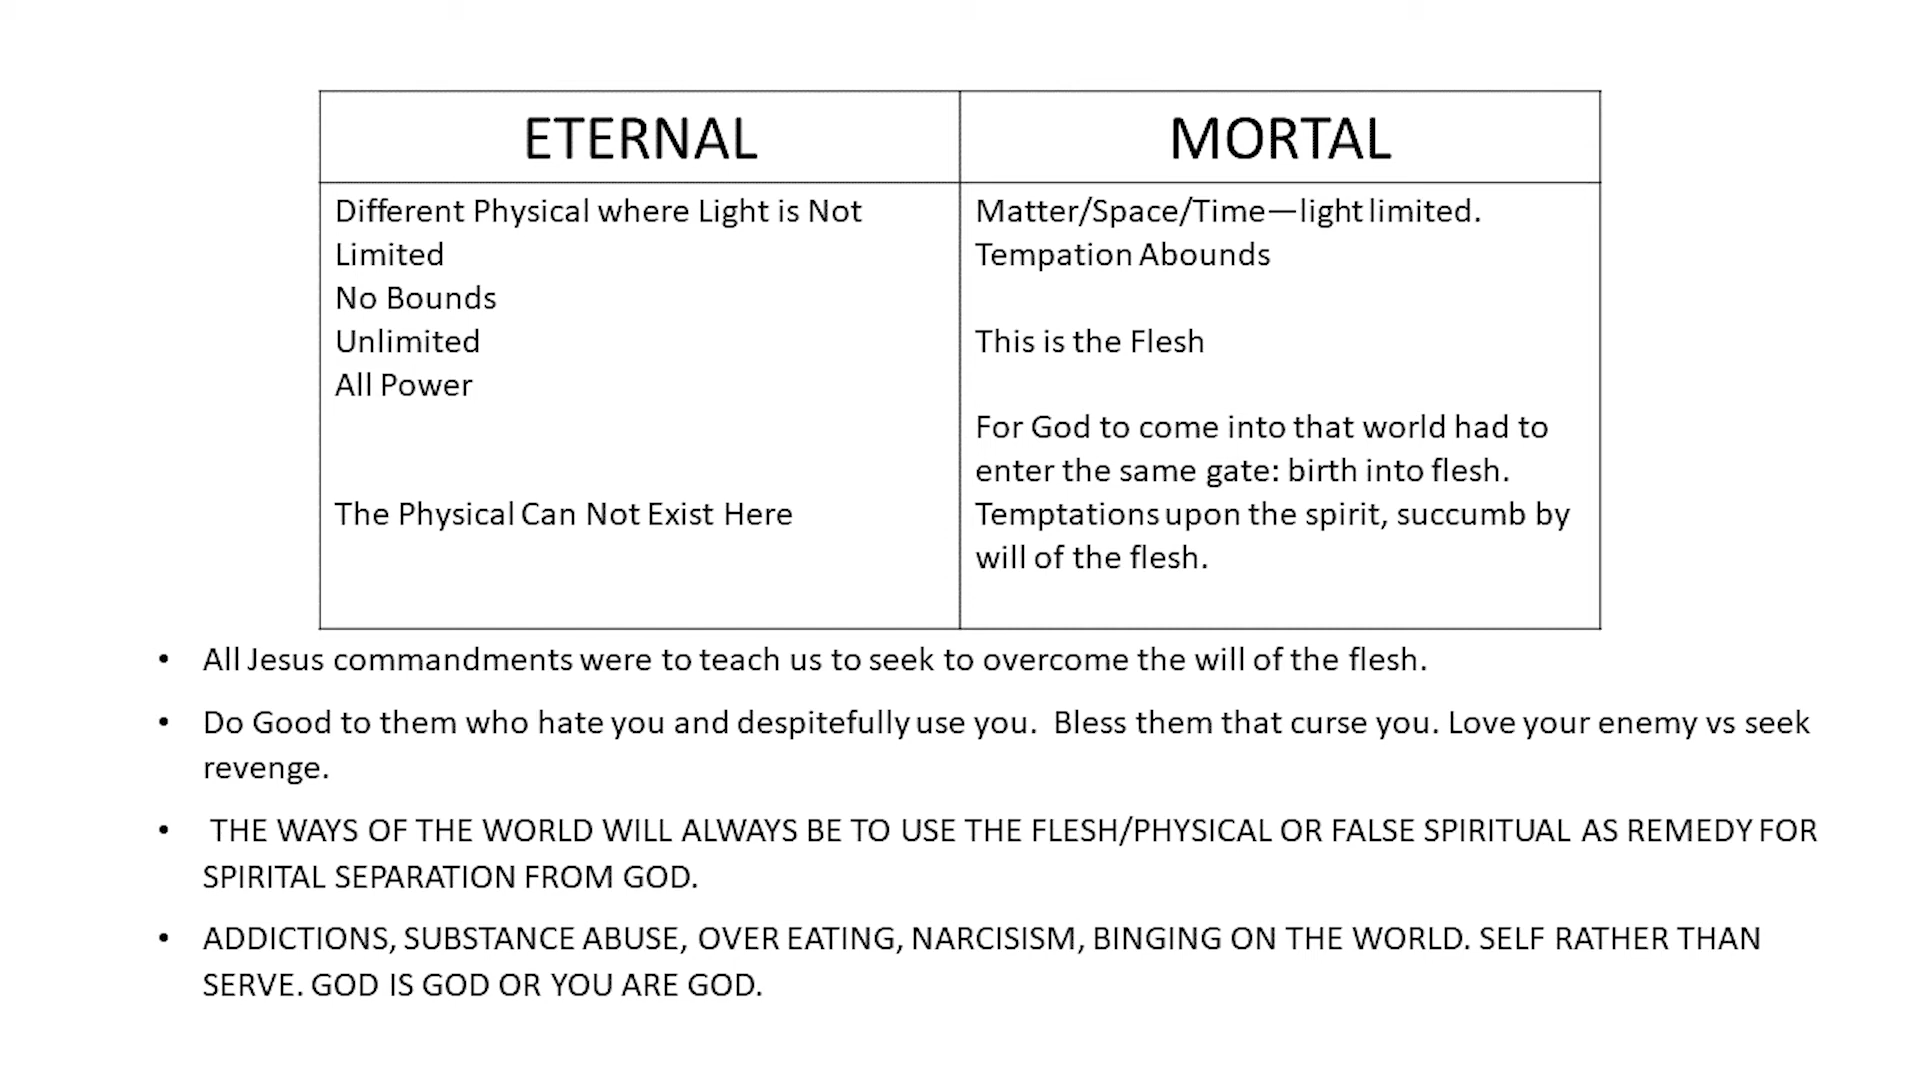 ETERNAL
MORTAL
Different Physical where Light is Not
Limited
No Bounds
Unlimited
All Power
The Physical Can Not Exist Here
Matter/Space/Time—light limited.
Tempation Abounds
This is the Flesh
For God to come into that world had to
enter the same gate: birth into flesh.
Temptations upon the spirit, succumb by
will of the flesh.
• All Jesus commandments were to teach us to seek to overcome the will of the flesh.
• Do Good to them who hate you and despitefully use you.  Bless them that curse you. Love your enemy vs seek
revenge.
• THE WAYS OF THE WORLD WILL ALWAYS BE TO USE THE FLESH/PHYSICAL OR FALSE SPIRITUAL AS REMEDY FOR
SPIRITAL SEPARATION FROM GOD.
• ADDICTIONS, SUBSTANCE ABUSE, OVER EATING, NARCISISM, BINGING ON THE WORLD. SELF RATHER THAN
SERVE. GOD IS GOD OR YOU ARE GOD.